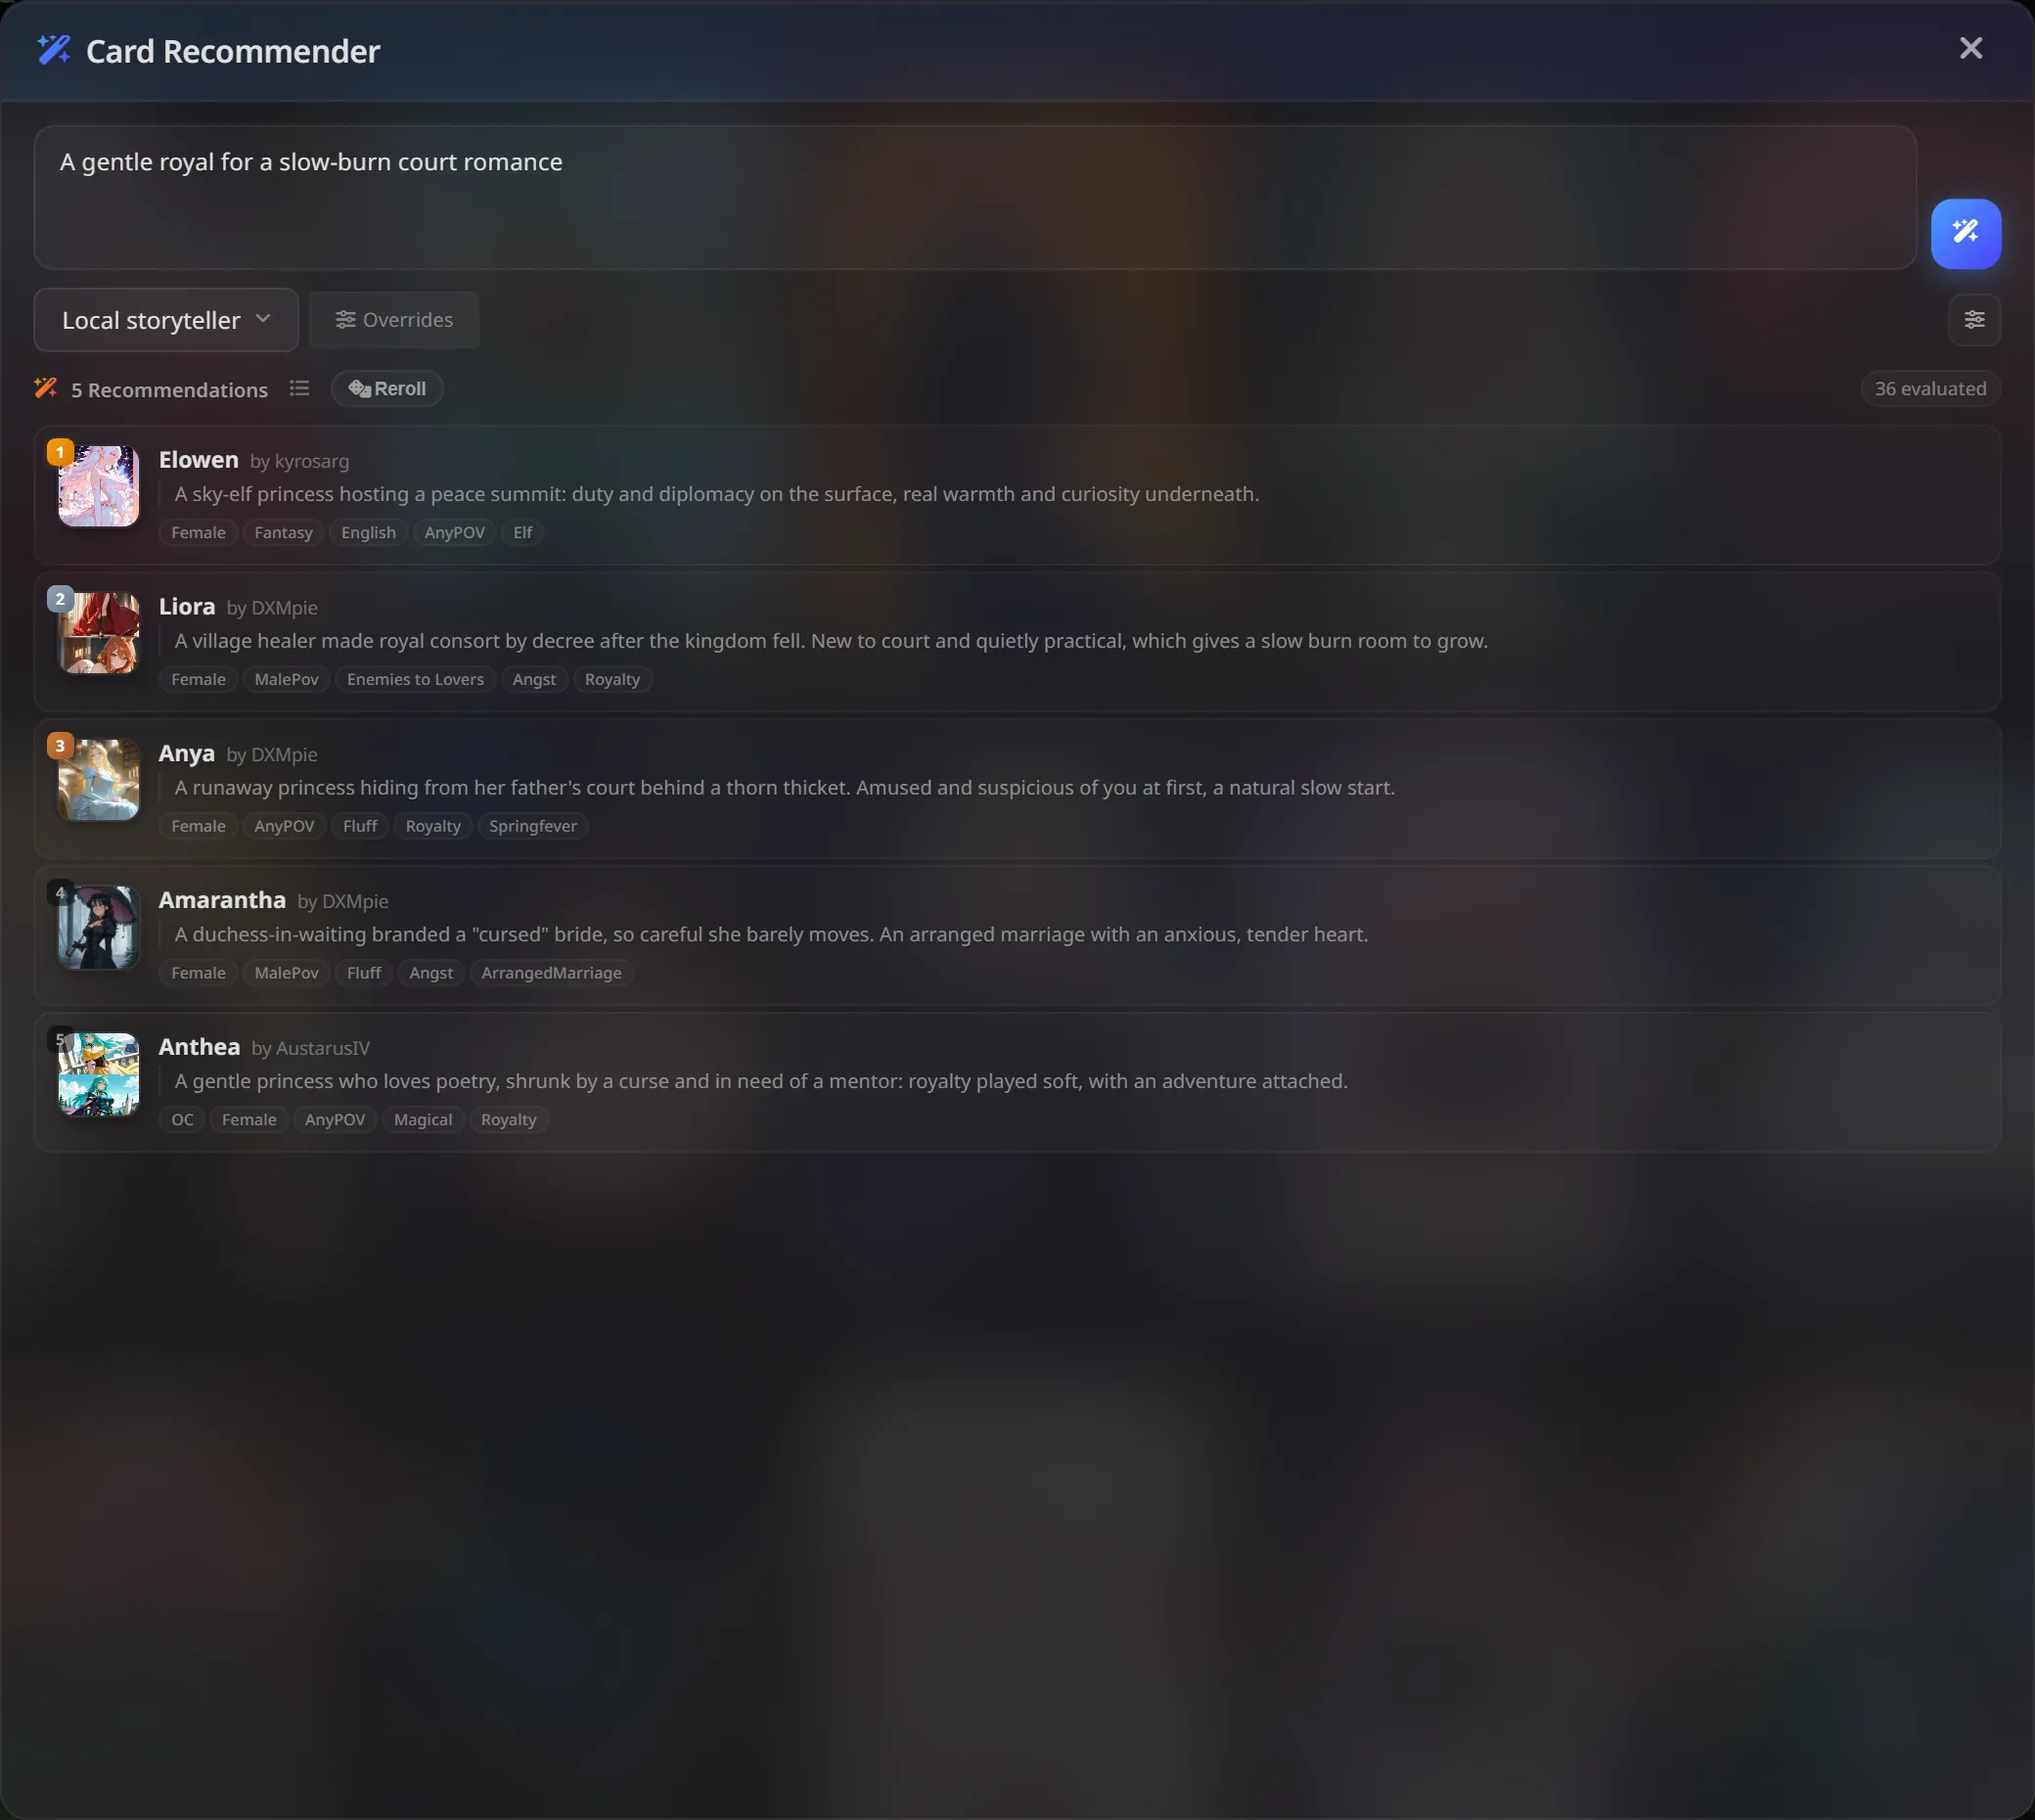 Card Recommender
A gentle royal for a slow-burn court romance
Local storyteller
Overrides
5 Recommendations
Reroll
36 evaluated
1
Elowen by kyrosarg
A sky-elf princess hosting a peace summit: duty and diplomacy on the surface, real warmth and curiosity underneath.
Female Fantasy English AnyPOV Elf
2
Liora by DXMpie
A village healer made royal consort by decree after the kingdom fell. New to court and quietly practical, which gives a slow burn room to grow.
Female MalePov Enemies to Lovers Angst Royalty
3
Anya by DXMpie
A runaway princess hiding from her father's court behind a thorn thicket. Amused and suspicious of you at first, a natural slow start.
Female AnyPOV Fluff Royalty Springfever
4
Amarantha by DXMpie
A duchess-in-waiting branded a "cursed" bride, so careful she barely moves. An arranged marriage with an anxious, tender heart.
Female MalePov Fluff Angst ArrangedMarriage
5
Anthea by AustarusIV
A gentle princess who loves poetry, shrunk by a curse and in need of a mentor: royalty played soft, with an adventure attached.
OC Female AnyPOV Magical Royalty